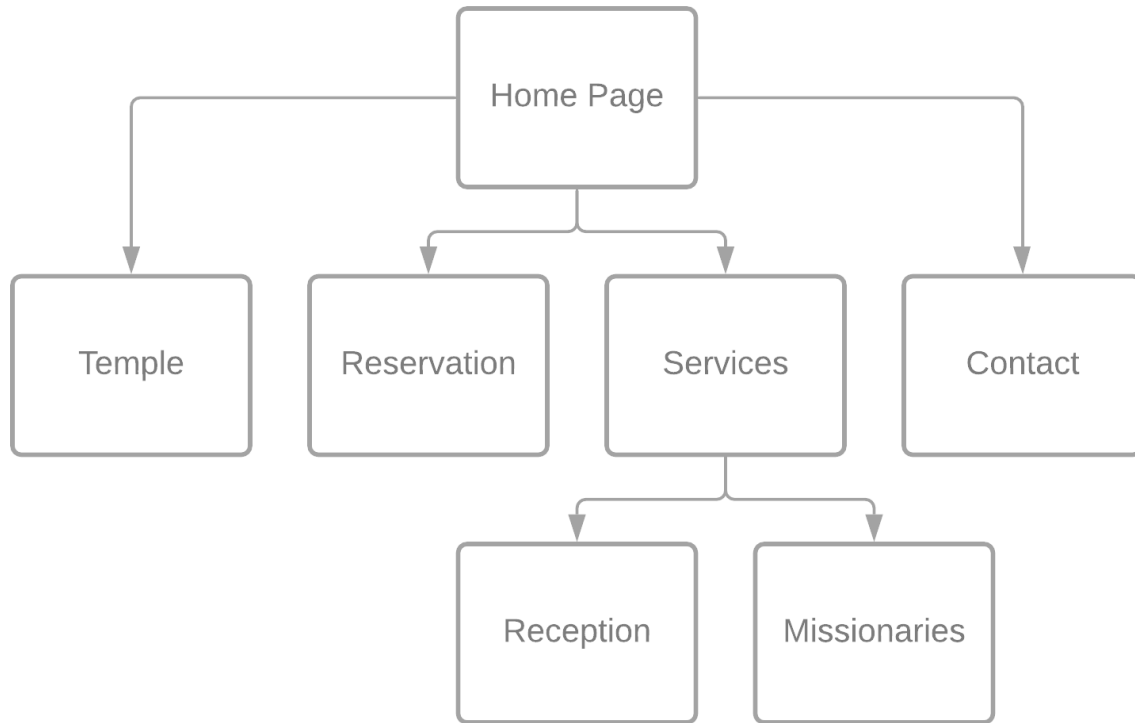 Home Page
Temple
Reservation
Services
Contact
Reception
Missionaries